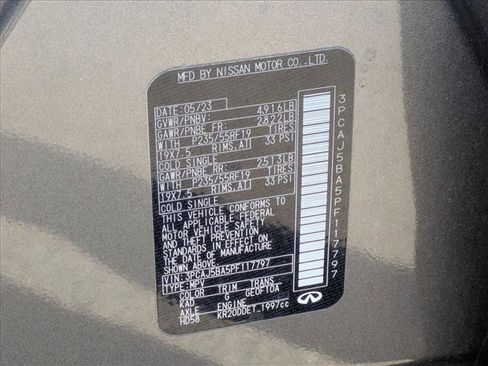 MFD BY NISSAN MOTOR CO.,LTD.
DATE:05/23
GVWR/PNBV: 4916LB
GAWR/PNBE FR: 2822LB
WITH P235/55RF19 TIRES
19X7.5 RIMS,AT 33 PSI
COLD SINGLE
GAWR/PNBE RR: 2513LB
WITH P235/55RF19 TIRES
19X7.5 RIMS,AT 33 PSI
COLD SINGLE
THIS VEHICLE CONFORMS TO
ALL APPLICABLE FEDERAL
MOTOR VEHICLE SAFETY
AND THEFT PREVENTION
STANDARDS IN EFFECT ON
THE DATE OF MANUFACTURE
SHOWN ABOVE.
VIN:3PCAJ5BA5PF117797
TYPE:MPV
COLOR TRIM TRANS
KAD G GE0F10A
AXLE ENGINE
HD58 KR20DDET 1997cc
3PCAJ5BA5PF117797
INFINITI